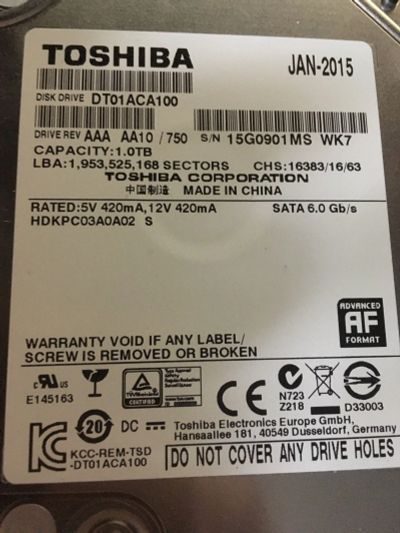 TOSHIBA
JAN-2015
DISK DRIVE DT01ACA100
DRIVE REV AAA AA10 / 750 S/N 15G0901MS WK7
CAPACITY:1.0TB
LBA:1,953,525,168 SECTORS CHS:16383/16/63
TOSHIBA CORPORATION
中国制造 MADE IN CHINA
RATED:5V 420mA,12V 420mA SATA 6.0 Gb/s
HDKPC03A0A02 S
ADVANCED
AF
FORMAT
WARRANTY VOID IF ANY LABEL/
SCREW IS REMOVED OR BROKEN
c RU us
E145163
CERTIFIED
CE
N723
Z218
D33003
20
DC
Toshiba Electronics Europe GmbH,
Hansaallee 181, 40549 Dusseldorf, Germany
KCC-REM-TSD
-DT01ACA100
DO NOT COVER ANY DRIVE HOLES